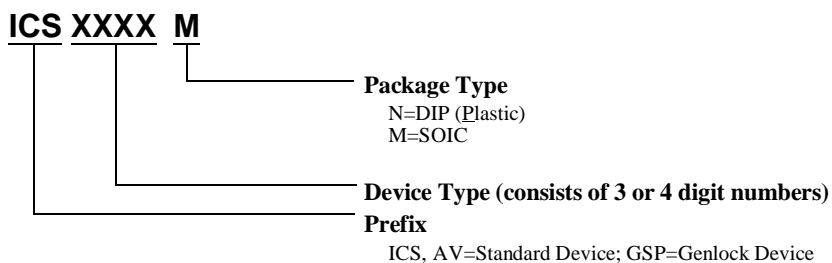 ICS XXXX M
Package Type
N=DIP (Plastic)
M=SOIC
Device Type (consists of 3 or 4 digit numbers)
Prefix
ICS, AV=Standard Device; GSP=Genlock Device